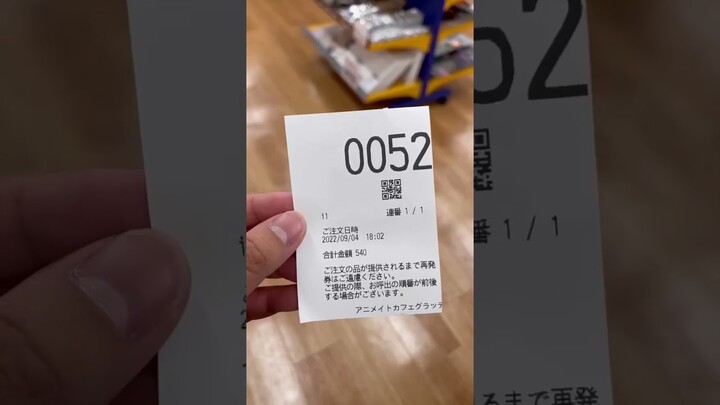 0052
11 連番 1 / 1
ご注文日時
2022/09/04 18:02
合計金額 540
ご注文の品が提供されるまで再発
券はご遠慮ください。
ご提供の際、お呼出の順番が前後
する場合がございます。
アニメイトカフェグラッテ